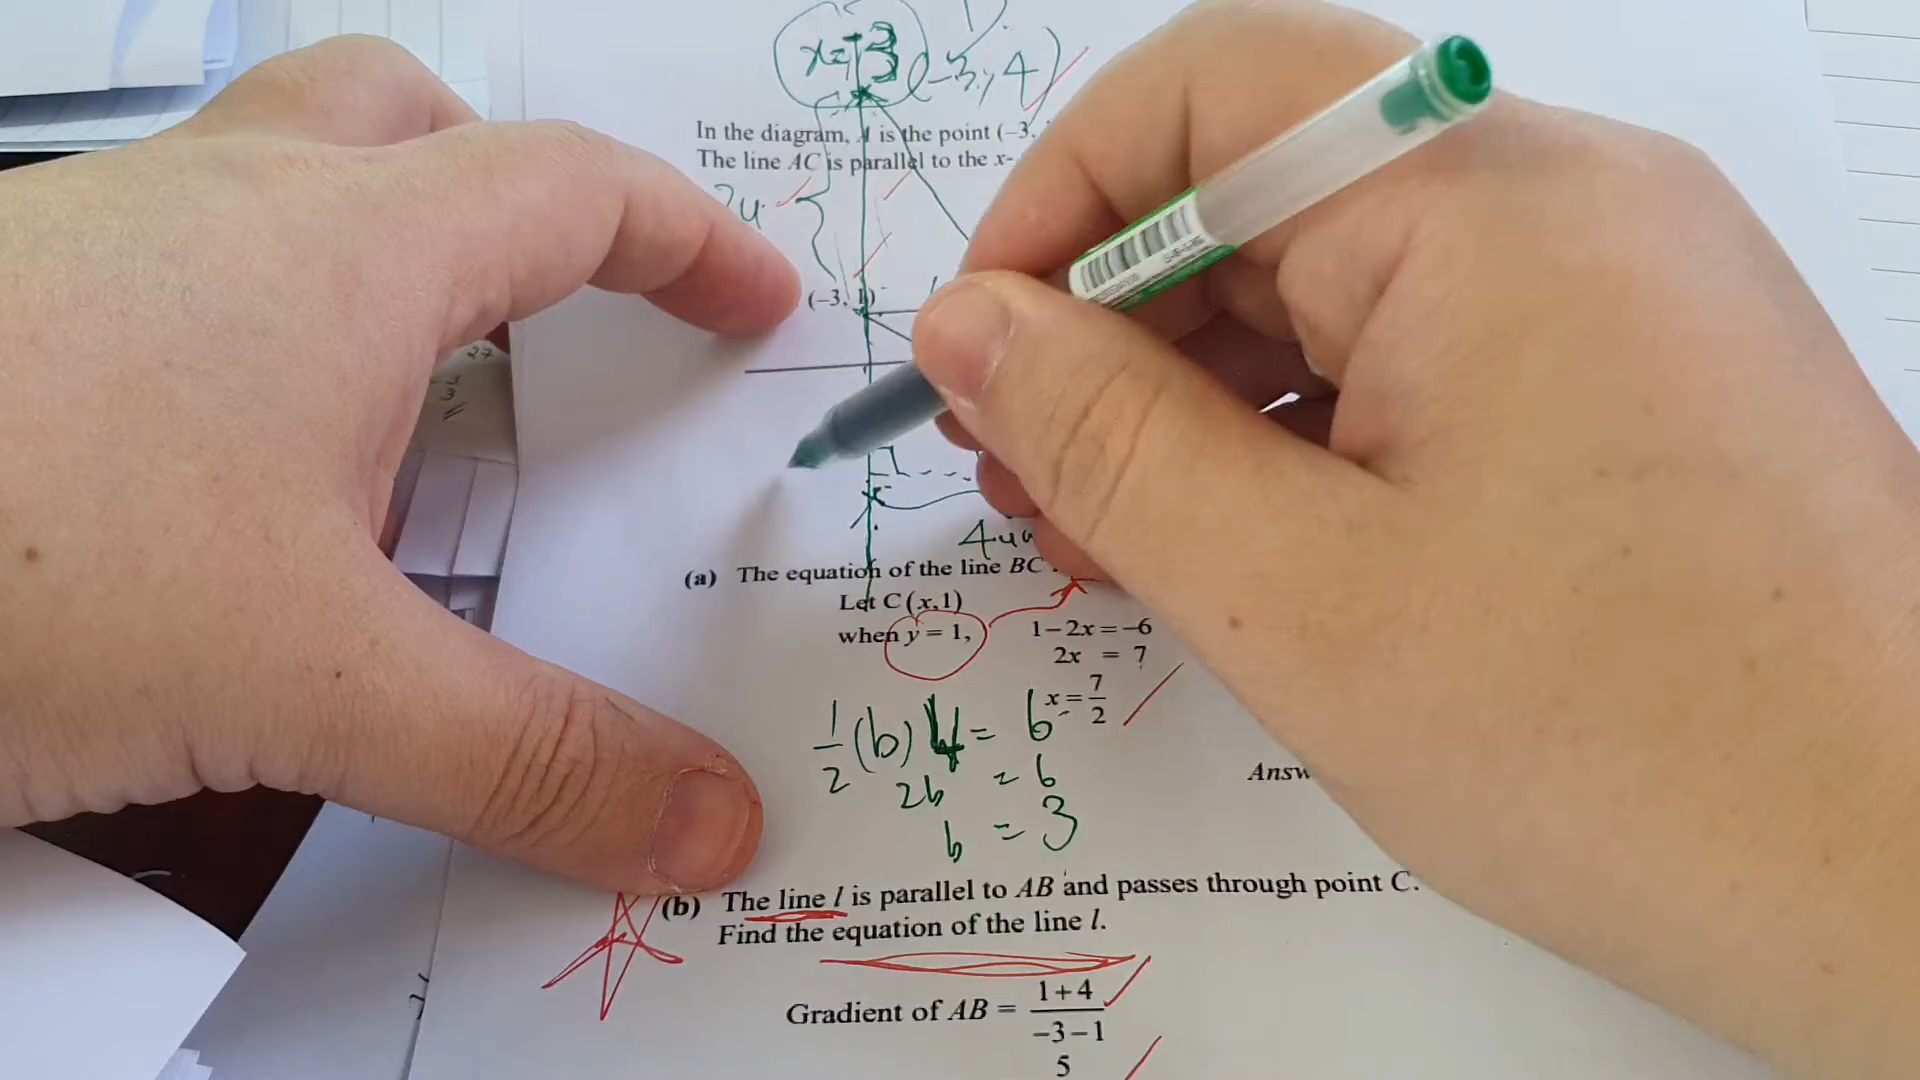 x=-3 (-3, 4)
In the diagram, A is the point (−3,
The line AC is parallel to the x-
(−3, 1)
4
(a) The equation of the line BC
Let C(x,1)
when y = 1, 1−2x=−6
2x = 7
x = 7/2
1/2 (b) 4 = 6
2b = 6
b = 3
(b) The line l is parallel to AB and passes through point C.
Find the equation of the line l.
Gradient of AB = 1+4 / −3−1
5